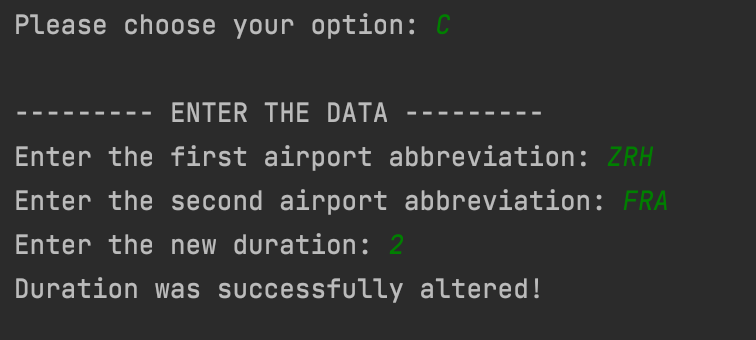 Please choose your option: C
--------- ENTER THE DATA ---------
Enter the first airport abbreviation: ZRH
Enter the second airport abbreviation: FRA
Enter the new duration: 2
Duration was successfully altered!